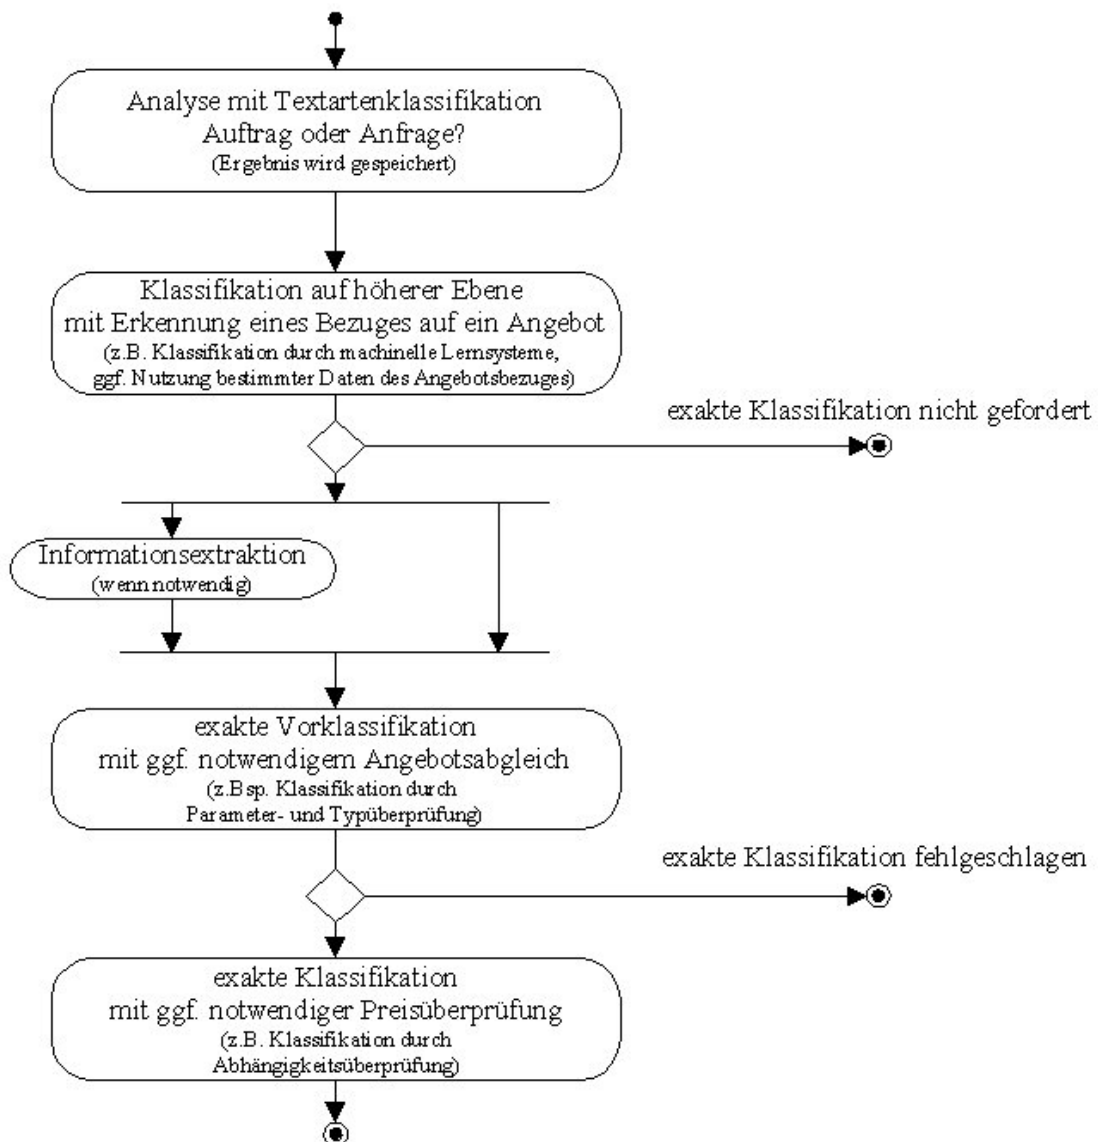 Analyse mit Textartenklassifikation
Auftrag oder Anfrage?
(Ergebnis wird gespeichert)
Klassifikation auf höherer Ebene
mit Erkennung eines Bezuges auf ein Angebot
(z.B. Klassifikation durch machinelle Lernsysteme,
ggf. Nutzung bestimmter Daten des Angebotsbezuges)
exakte Klassifikation nicht gefordert
Informationsextraktion
(wenn notwendig)
exakte Vorklassifikation
mit ggf. notwendigem Angebotsabgleich
(z.Bsp. Klassifikation durch
Parameter- und Typüberprüfung)
exakte Klassifikation fehlgeschlagen
exakte Klassifikation
mit ggf. notwendiger Preisüberprüfung
(z.B. Klassifikation durch
Abhängigkeitsüberprüfung)